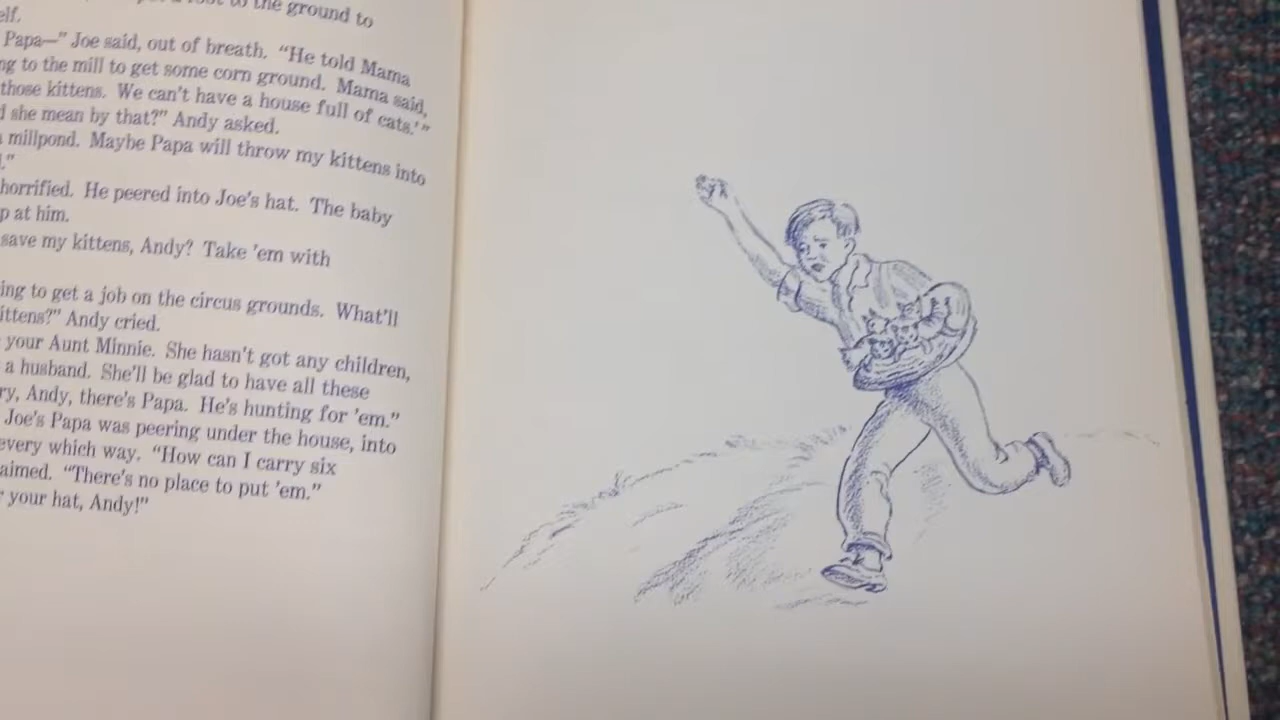 to the ground to
elf.
Papa—” Joe said, out of breath. “He told Mama
ng to the mill to get some corn ground. Mama said,
those kittens. We can't have a house full of cats.' ”
d she mean by that?” Andy asked.
millpond. Maybe Papa will throw my kittens into
.”
horrified. He peered into Joe's hat. The baby
p at him.
save my kittens, Andy? Take 'em with
ing to get a job on the circus grounds. What'll
ittens?” Andy cried.
your Aunt Minnie. She hasn't got any children,
a husband. She'll be glad to have all these
ry, Andy, there's Papa. He's hunting for 'em.”
Joe's Papa was peering under the house, into
every which way. “How can I carry six
aimed. “There's no place to put 'em.”
your hat, Andy!”